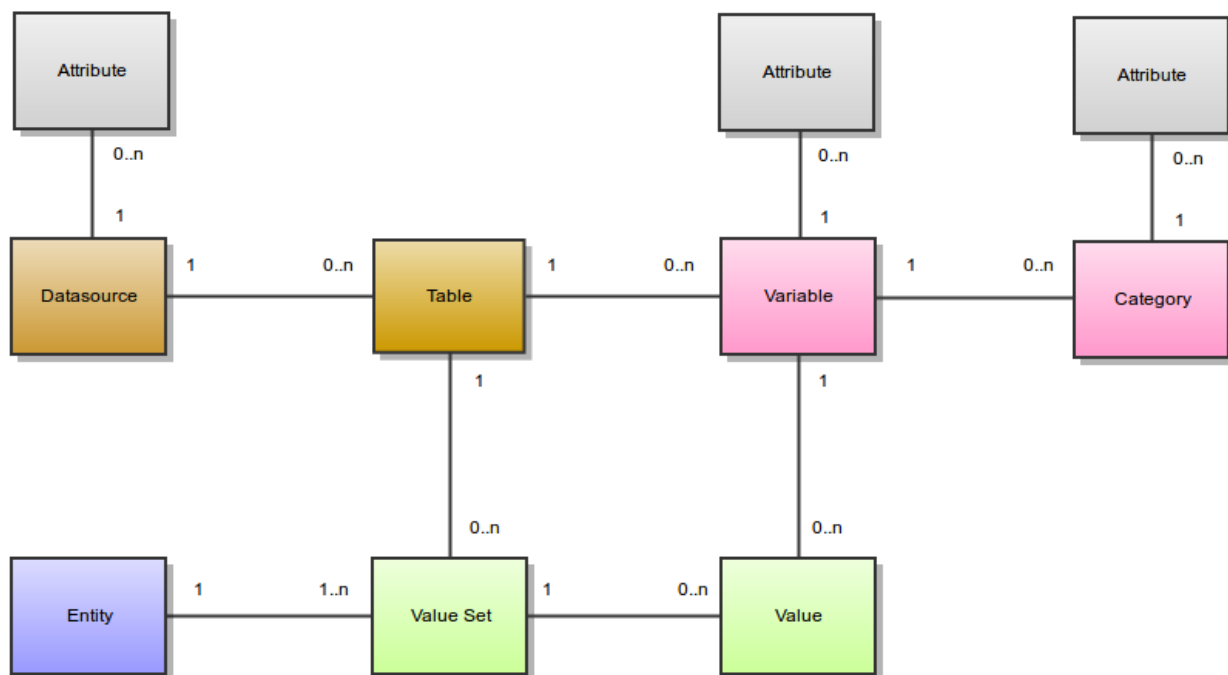 Attribute
Attribute
Attribute
0..n
0..n
0..n
1
1
1
Datasource
1
0..n
Table
1
0..n
Variable
1
0..n
Category
1
1
0..n
0..n
Entity
1
1..n
Value Set
1
0..n
Value